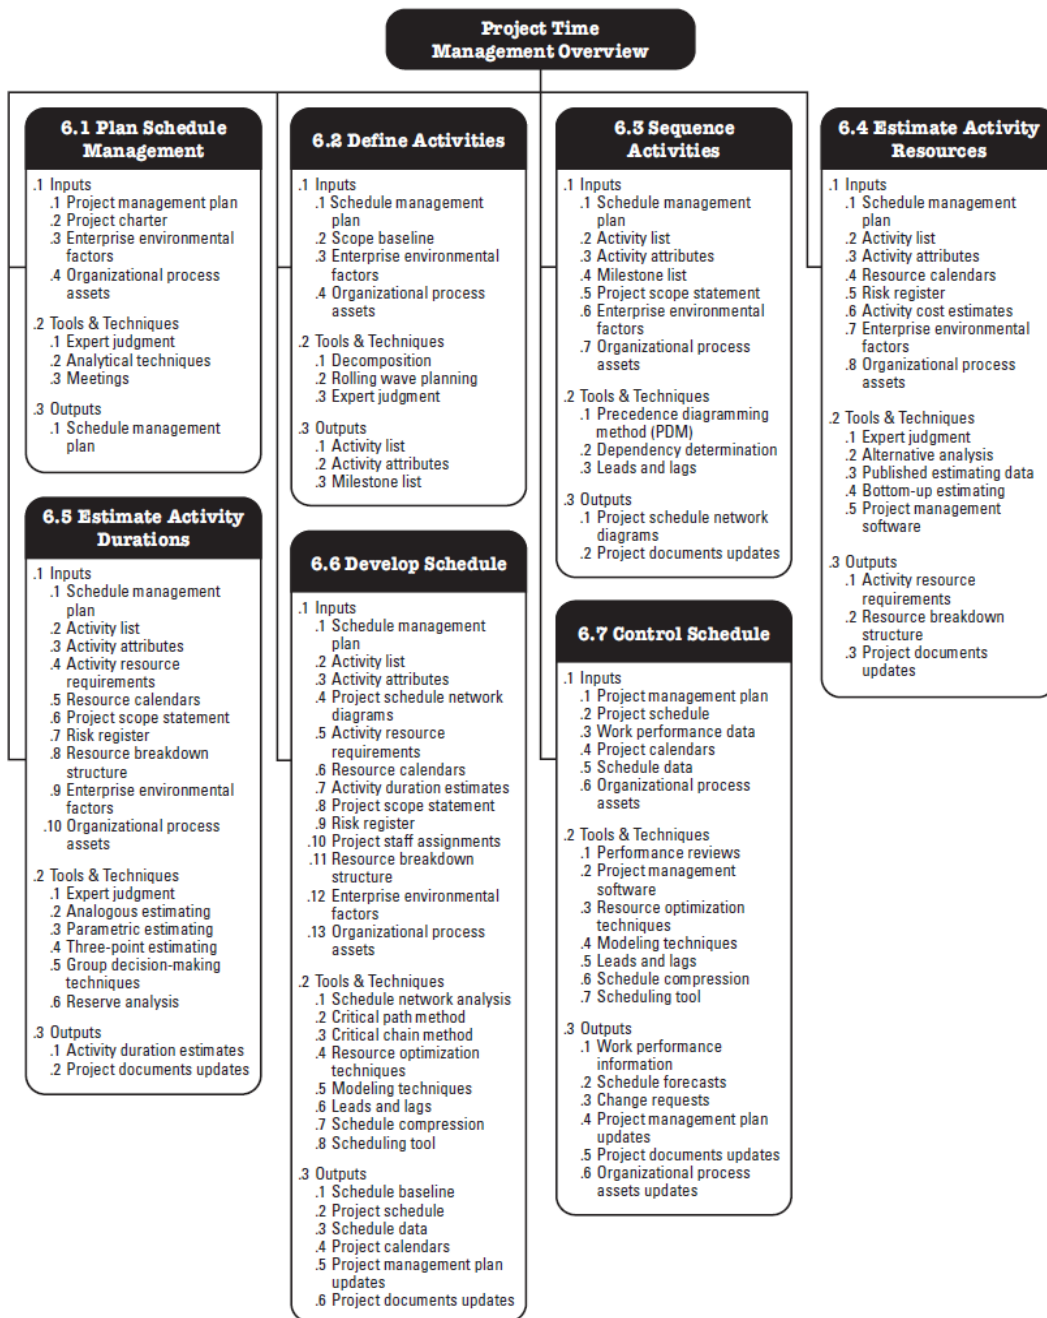 Project Time
Management Overview
6.1 Plan Schedule
Management
.1 Inputs
.1 Project management plan
.2 Project charter
.3 Enterprise environmental
factors
.4 Organizational process
assets
.2 Tools & Techniques
.1 Expert judgment
.2 Analytical techniques
.3 Meetings
.3 Outputs
.1 Schedule management
plan
6.2 Define Activities
.1 Inputs
.1 Schedule management
plan
.2 Scope baseline
.3 Enterprise environmental
factors
.4 Organizational process
assets
.2 Tools & Techniques
.1 Decomposition
.2 Rolling wave planning
.3 Expert judgment
.3 Outputs
.1 Activity list
.2 Activity attributes
.3 Milestone list
6.3 Sequence
Activities
.1 Inputs
.1 Schedule management
plan
.2 Activity list
.3 Activity attributes
.4 Milestone list
.5 Project scope statement
.6 Enterprise environmental
factors
.7 Organizational process
assets
.2 Tools & Techniques
.1 Precedence diagramming
method (PDM)
.2 Dependency determination
.3 Leads and lags
.3 Outputs
.1 Project schedule network
diagrams
.2 Project documents updates
6.4 Estimate Activity
Resources
.1 Inputs
.1 Schedule management
plan
.2 Activity list
.3 Activity attributes
.4 Resource calendars
.5 Risk register
.6 Activity cost estimates
.7 Enterprise environmental
factors
.8 Organizational process
assets
.2 Tools & Techniques
.1 Expert judgment
.2 Alternative analysis
.3 Published estimating data
.4 Bottom-up estimating
.5 Project management
software
.3 Outputs
.1 Activity resource
requirements
.2 Resource breakdown
structure
.3 Project documents
updates
6.5 Estimate Activity
Durations
.1 Inputs
.1 Schedule management
plan
.2 Activity list
.3 Activity attributes
.4 Activity resource
requirements
.5 Resource calendars
.6 Project scope statement
.7 Risk register
.8 Resource breakdown
structure
.9 Enterprise environmental
factors
.10 Organizational process
assets
.2 Tools & Techniques
.1 Expert judgment
.2 Analogous estimating
.3 Parametric estimating
.4 Three-point estimating
.5 Group decision-making
techniques
.6 Reserve analysis
.3 Outputs
.1 Activity duration estimates
.2 Project documents updates
6.6 Develop Schedule
.1 Inputs
.1 Schedule management
plan
.2 Activity list
.3 Activity attributes
.4 Project schedule network
diagrams
.5 Activity resource
requirements
.6 Resource calendars
.7 Activity duration estimates
.8 Project scope statement
.9 Risk register
.10 Project staff assignments
.11 Resource breakdown
structure
.12 Enterprise environmental
factors
.13 Organizational process
assets
.2 Tools & Techniques
.1 Schedule network analysis
.2 Critical path method
.3 Critical chain method
.4 Resource optimization
techniques
.5 Modeling techniques
.6 Leads and lags
.7 Schedule compression
.8 Scheduling tool
.3 Outputs
.1 Schedule baseline
.2 Project schedule
.3 Schedule data
.4 Project calendars
.5 Project management plan
updates
.6 Project documents updates
6.7 Control Schedule
.1 Inputs
.1 Project management plan
.2 Project schedule
.3 Work performance data
.4 Project calendars
.5 Schedule data
.6 Organizational process
assets
.2 Tools & Techniques
.1 Performance reviews
.2 Project management
software
.3 Resource optimization
techniques
.4 Modeling techniques
.5 Leads and lags
.6 Schedule compression
.7 Scheduling tool
.3 Outputs
.1 Work performance
information
.2 Schedule forecasts
.3 Change requests
.4 Project management plan
updates
.5 Project documents updates
.6 Organizational process
assets updates